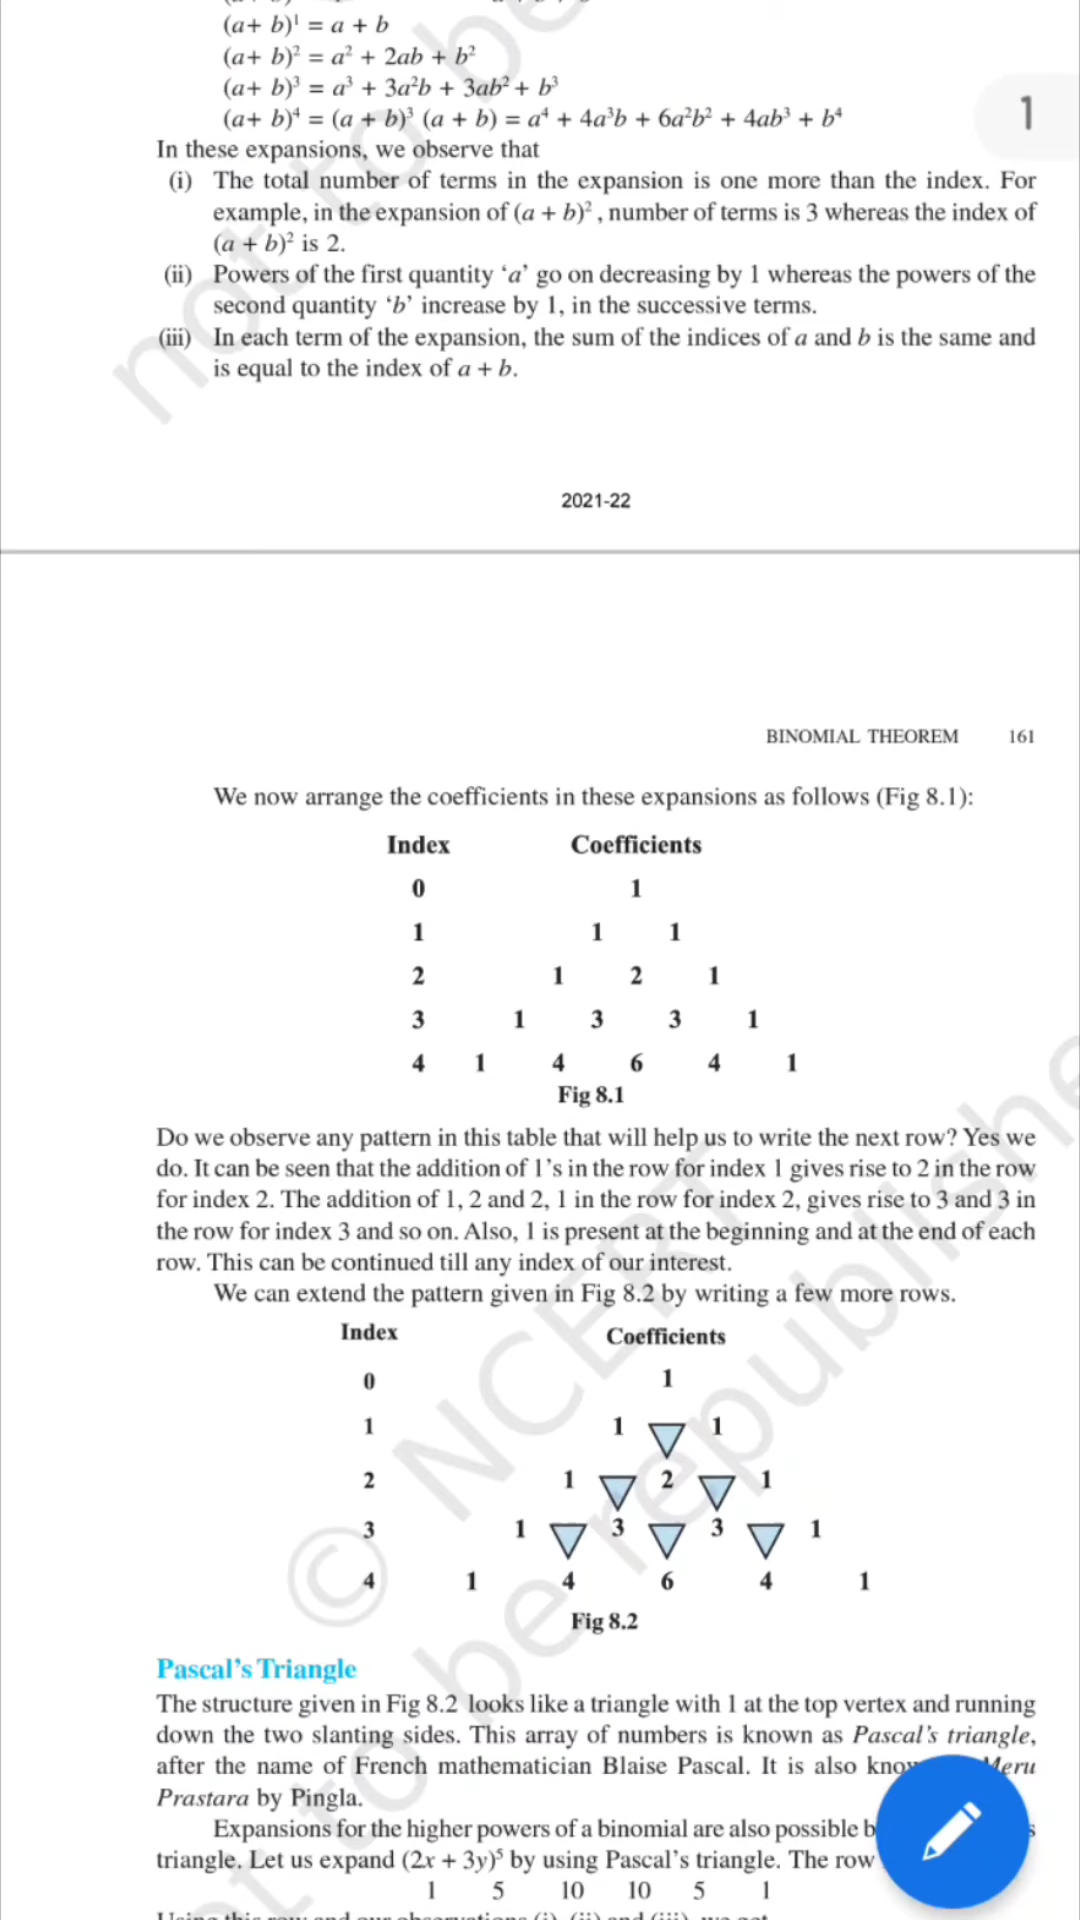 (a+ b)¹ = a + b
(a+ b)² = a² + 2ab + b²
(a+ b)³ = a³ + 3a²b + 3ab² + b³
(a+ b)⁴ = (a + b)³ (a + b) = a⁴ + 4a³b + 6a²b² + 4ab³ + b⁴
1
In these expansions, we observe that
(i) The total number of terms in the expansion is one more than the index. For
example, in the expansion of (a + b)² , number of terms is 3 whereas the index of
(a + b)² is 2.
(ii) Powers of the first quantity ‘a’ go on decreasing by 1 whereas the powers of the
second quantity ‘b’ increase by 1, in the successive terms.
(iii) In each term of the expansion, the sum of the indices of a and b is the same and
is equal to the index of a + b.
2021-22
BINOMIAL THEOREM 161
We now arrange the coefficients in these expansions as follows (Fig 8.1):
Index Coefficients
0 1
1 1 1
2 1 2 1
3 1 3 3 1
4 1 4 6 4 1
Fig 8.1
Do we observe any pattern in this table that will help us to write the next row? Yes we
do. It can be seen that the addition of 1’s in the row for index 1 gives rise to 2 in the row
for index 2. The addition of 1, 2 and 2, 1 in the row for index 2, gives rise to 3 and 3 in
the row for index 3 and so on. Also, 1 is present at the beginning and at the end of each
row. This can be continued till any index of our interest.
We can extend the pattern given in Fig 8.2 by writing a few more rows.
Index Coefficients
0 1
1 1 1
2 1 2 1
3 1 3 3 1
4 1 4 6 4 1
Fig 8.2
Pascal’s Triangle
The structure given in Fig 8.2 looks like a triangle with 1 at the top vertex and running
down the two slanting sides. This array of numbers is known as Pascal’s triangle,
after the name of French mathematician Blaise Pascal. It is also Meru
Prastara by Pingla.
Expansions for the higher powers of a binomial are also possible
triangle. Let us expand (2x + 3y)⁵ by using Pascal’s triangle. The row
1 5 10 10 5 1
© NCERT
not to be republished